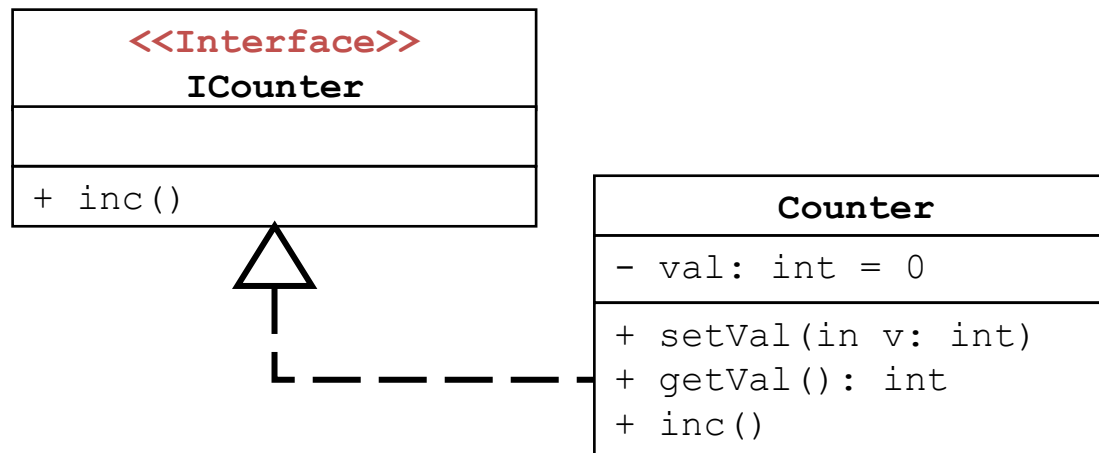 <<Interface>>
ICounter
+ inc()
Counter
- val: int = 0
+ setVal(in v: int)
+ getVal(): int
+ inc()